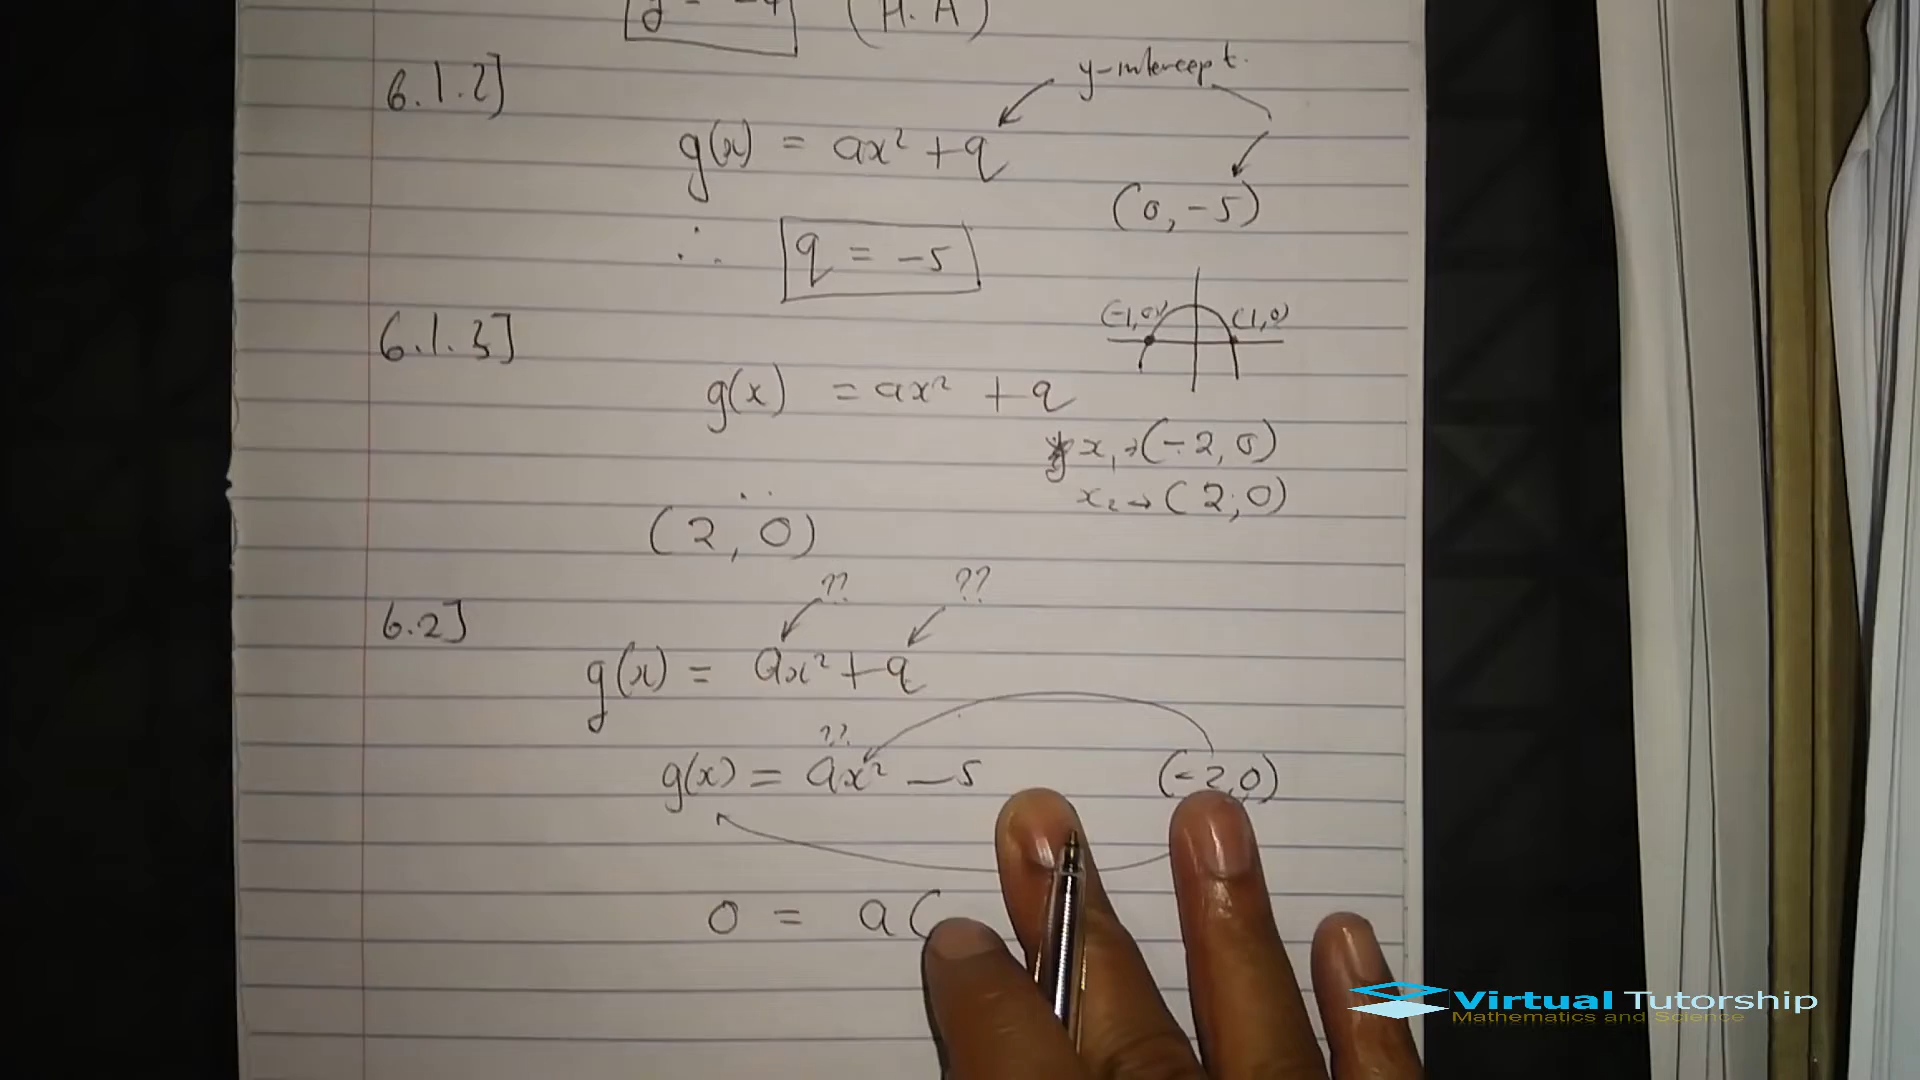 y = -4 (H.A)
6.1.2]
y-intercept.
g(x) = ax² + q
(0, -5)
∴ q = -5
6.1.3]
(-1,0) (1,0)
g(x) = ax² + q
x₁ → (-2, 0)
x₂ → (2; 0)
(2, 0)
?? ??
6.2]
g(x) = ax² + q
??
g(x) = ax² - 5 (-2,0)
0 = a(
Virtual Tutorship
Mathematics and Science